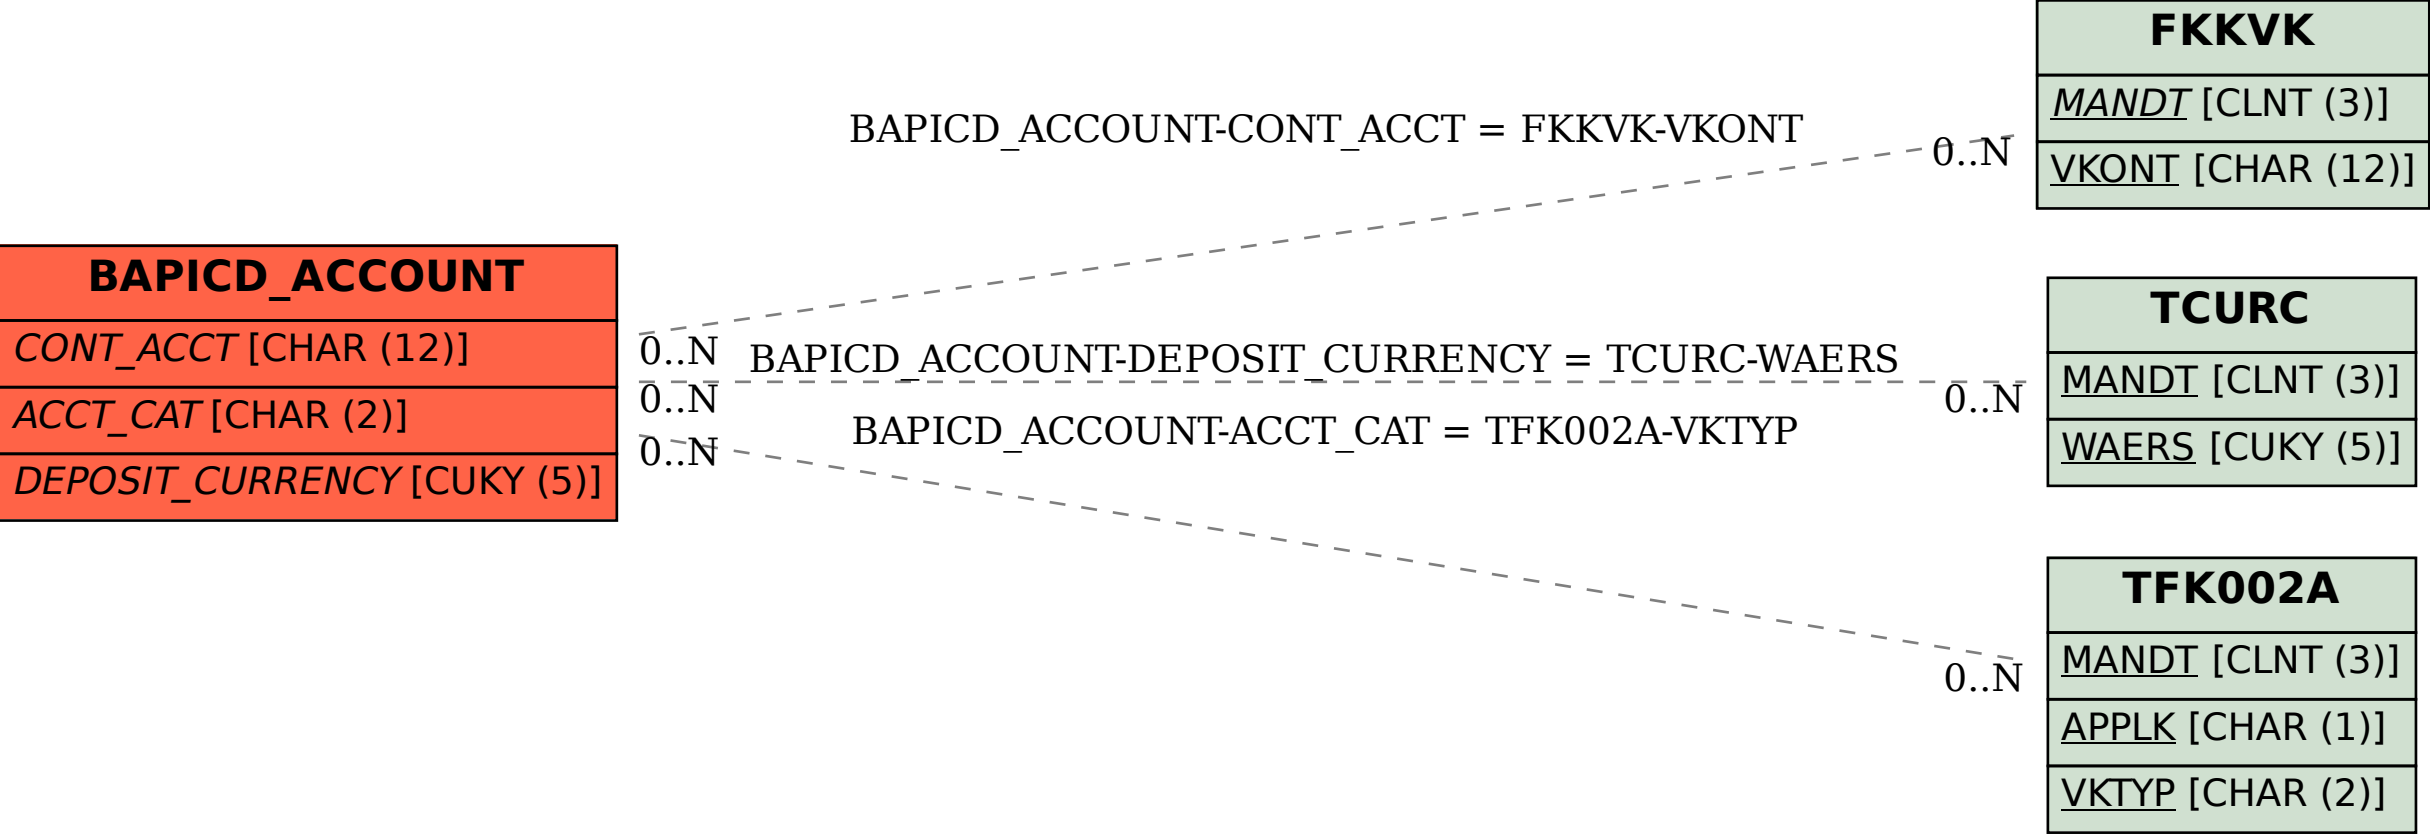 FKKVK
MANDT [CLNT (3)]
VKONT [CHAR (12)]
BAPICD_ACCOUNT-CONT_ACCT = FKKVK-VKONT
0..N
0..N
BAPICD_ACCOUNT
CONT_ACCT [CHAR (12)]
ACCT_CAT [CHAR (2)]
DEPOSIT_CURRENCY [CUKY (5)]
BAPICD_ACCOUNT-DEPOSIT_CURRENCY = TCURC-WAERS
0..N
0..N
TCURC
MANDT [CLNT (3)]
WAERS [CUKY (5)]
BAPICD_ACCOUNT-ACCT_CAT = TFK002A-VKTYP
0..N
0..N
TFK002A
MANDT [CLNT (3)]
APPLK [CHAR (1)]
VKTYP [CHAR (2)]